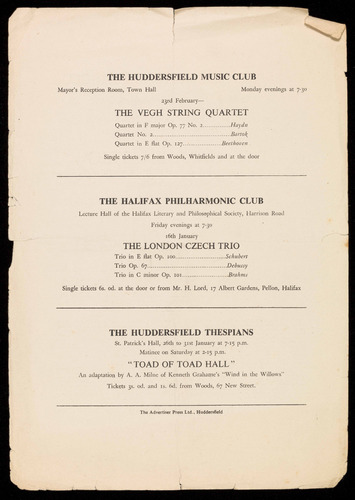 THE HUDDERSFIELD MUSIC CLUB
Mayor's Reception Room, Town Hall Monday evenings at 7-30
23rd February—
THE VEGH STRING QUARTET
Quartet in F major Op. 77 No. 2..............Haydn
Quartet No. 2..............Bartok
Quartet in E flat Op. 127..............Beethoven
Single tickets 7/6 from Woods, Whitfields and at the door
THE HALIFAX PHILHARMONIC CLUB
Lecture Hall of the Halifax Literary and Philosophical Society, Harrison Road
Friday evenings at 7-30
16th January
THE LONDON CZECH TRIO
Trio in E flat Op. 100..............Schubert
Trio Op. 67..............Debussy
Trio in C minor Op. 101..............Brahms
Single tickets 6s. 0d. at the door or from Mr. H. Lord, 17 Albert Gardens, Pellon, Halifax
THE HUDDERSFIELD THESPIANS
St. Patrick's Hall, 26th to 31st January at 7-15 p.m.
Matinee on Saturday at 2-15 p.m.
"TOAD OF TOAD HALL"
An adaptation by A. A. Milne of Kenneth Grahame's "Wind in the Willows"
Tickets 3s. 0d. and 1s. 6d. from Woods, 67 New Street.
The Advertiser Press Ltd., Huddersfield